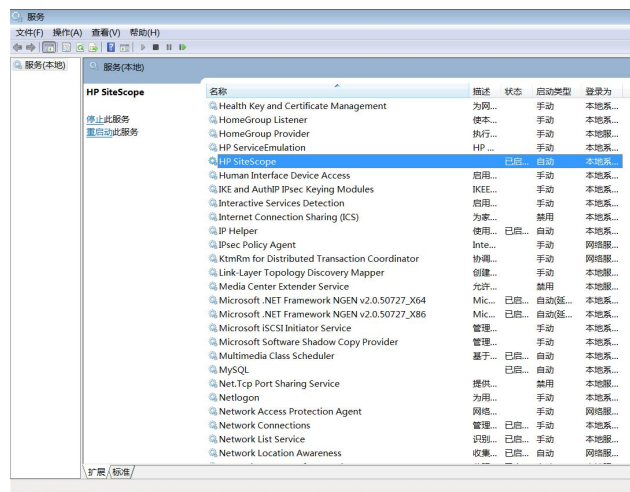 服务
文件(F) 操作(A) 查看(V) 帮助(H)
服务(本地)
服务(本地)
HP SiteScope
停止此服务
重启动此服务
名称 描述 状态 启动类型 登录为
Health Key and Certificate Management 为网... 手动 本地系...
HomeGroup Listener 使本... 手动 本地系...
HomeGroup Provider 执行... 手动 本地服...
HP ServiceEmulation HP ... 手动 本地系...
HP SiteScope 已启... 自动 本地系...
Human Interface Device Access 启用... 手动 本地系...
IKE and AuthIP IPsec Keying Modules IKEE... 手动 本地系...
Interactive Services Detection 启用... 手动 本地系...
Internet Connection Sharing (ICS) 为家... 禁用 本地系...
IP Helper 使用... 已启... 自动 本地系...
IPsec Policy Agent Inte... 手动 网络服...
KtmRm for Distributed Transaction Coordinator 协调... 手动 网络服...
Link-Layer Topology Discovery Mapper 创建... 手动 本地服...
Media Center Extender Service 允许... 禁用 本地服...
Microsoft .NET Framework NGEN v2.0.50727_X64 Mic... 已启... 自动(延... 本地系...
Microsoft .NET Framework NGEN v2.0.50727_X86 Mic... 已启... 自动(延... 本地系...
Microsoft iSCSI Initiator Service 管理... 手动 本地系...
Microsoft Software Shadow Copy Provider 管理... 手动 本地系...
Multimedia Class Scheduler 基于... 已启... 自动 本地系...
MySQL 已启... 自动 本地系...
Net.Tcp Port Sharing Service 提供... 禁用 本地服...
Netlogon 为用... 手动 本地系...
Network Access Protection Agent 网络... 手动 网络服...
Network Connections 管理... 已启... 手动 本地系...
Network List Service 识别... 已启... 手动 本地服...
Network Location Awareness 收集... 已启... 自动 网络服...
扩展 标准